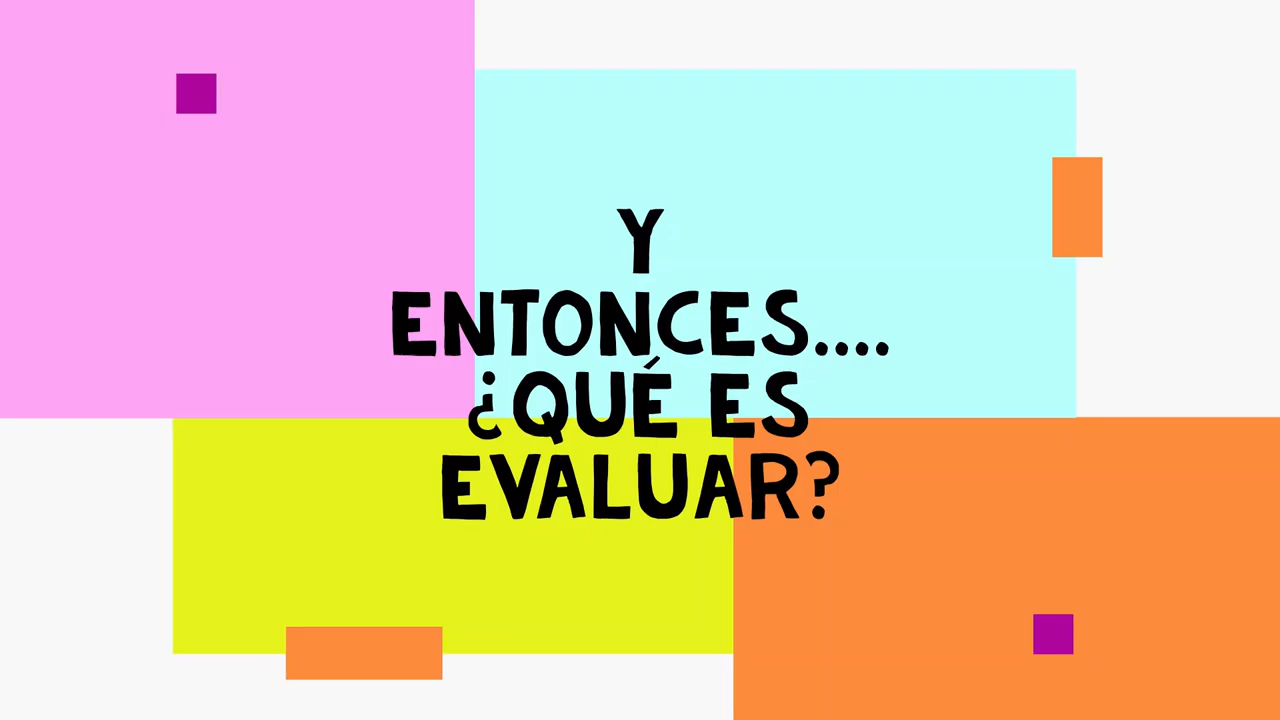 Y
ENTONCES....
¿QUÉ ES
EVALUAR?